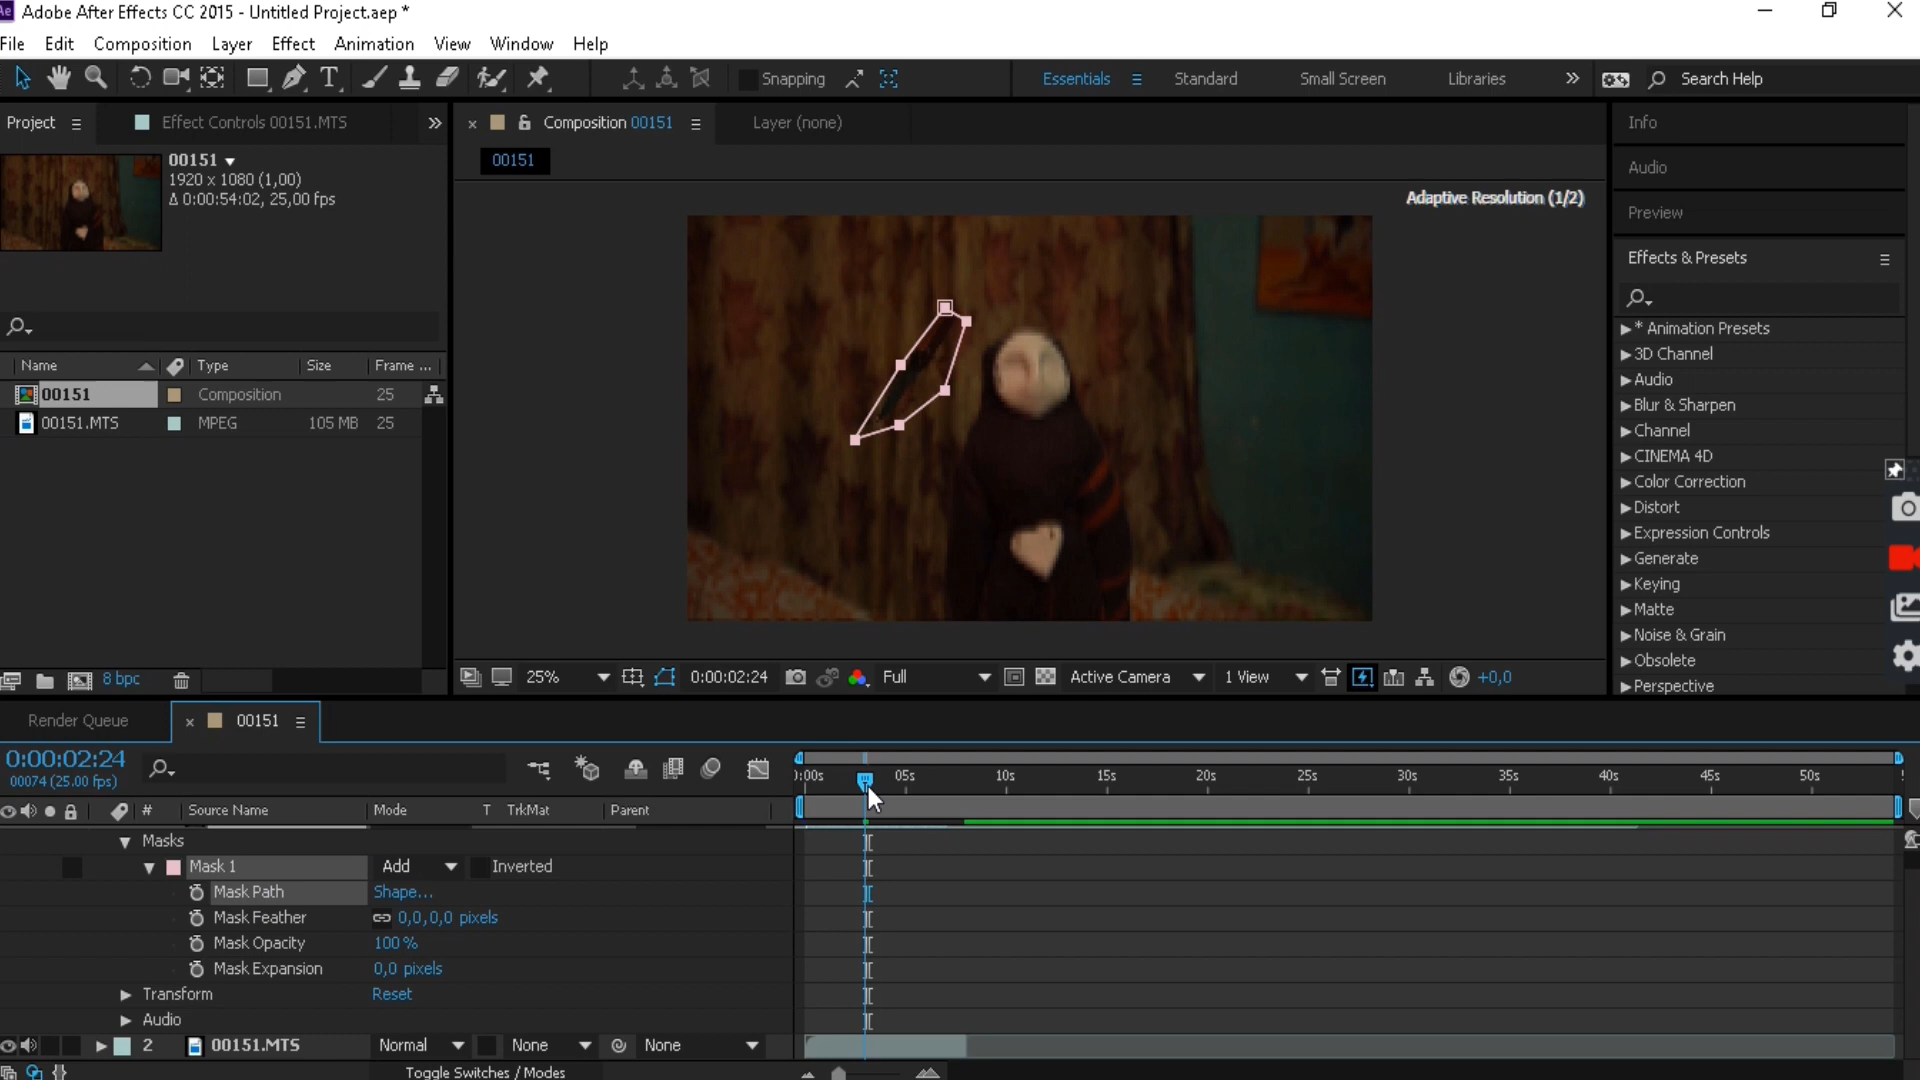 Ae Adobe After Effects CC 2015 - Untitled Project.aep *
File Edit Composition Layer Effect Animation View Window Help
T Snapping Essentials Standard Small Screen Libraries Search Help
Project Effect Controls 00151.MTS
00151
1920 x 1080 (1,00)
Δ 0:00:54:02, 25,00 fps
Name Type Size Frame ...
00151 Composition 25
00151.MTS MPEG 105 MB 25
8 bpc
Composition 00151 Layer (none)
00151
Adaptive Resolution (1/2)
25% 0:00:02:24 Full Active Camera 1 View +0,0
Info
Audio
Preview
Effects & Presets
* Animation Presets
3D Channel
Audio
Blur & Sharpen
Channel
CINEMA 4D
Color Correction
Distort
Expression Controls
Generate
Keying
Matte
Noise & Grain
Obsolete
Perspective
Render Queue 00151
0:00:02:24
00074 (25.00 fps)
):00s 05s 10s 15s 20s 25s 30s 35s 40s 45s 50s
# Source Name Mode T TrkMat Parent
Masks
Mask 1 Add Inverted
Mask Path Shape...
Mask Feather 0,0,0,0 pixels
Mask Opacity 100 %
Mask Expansion 0,0 pixels
Transform Reset
Audio
2 00151.MTS Normal None None
Toggle Switches / Modes